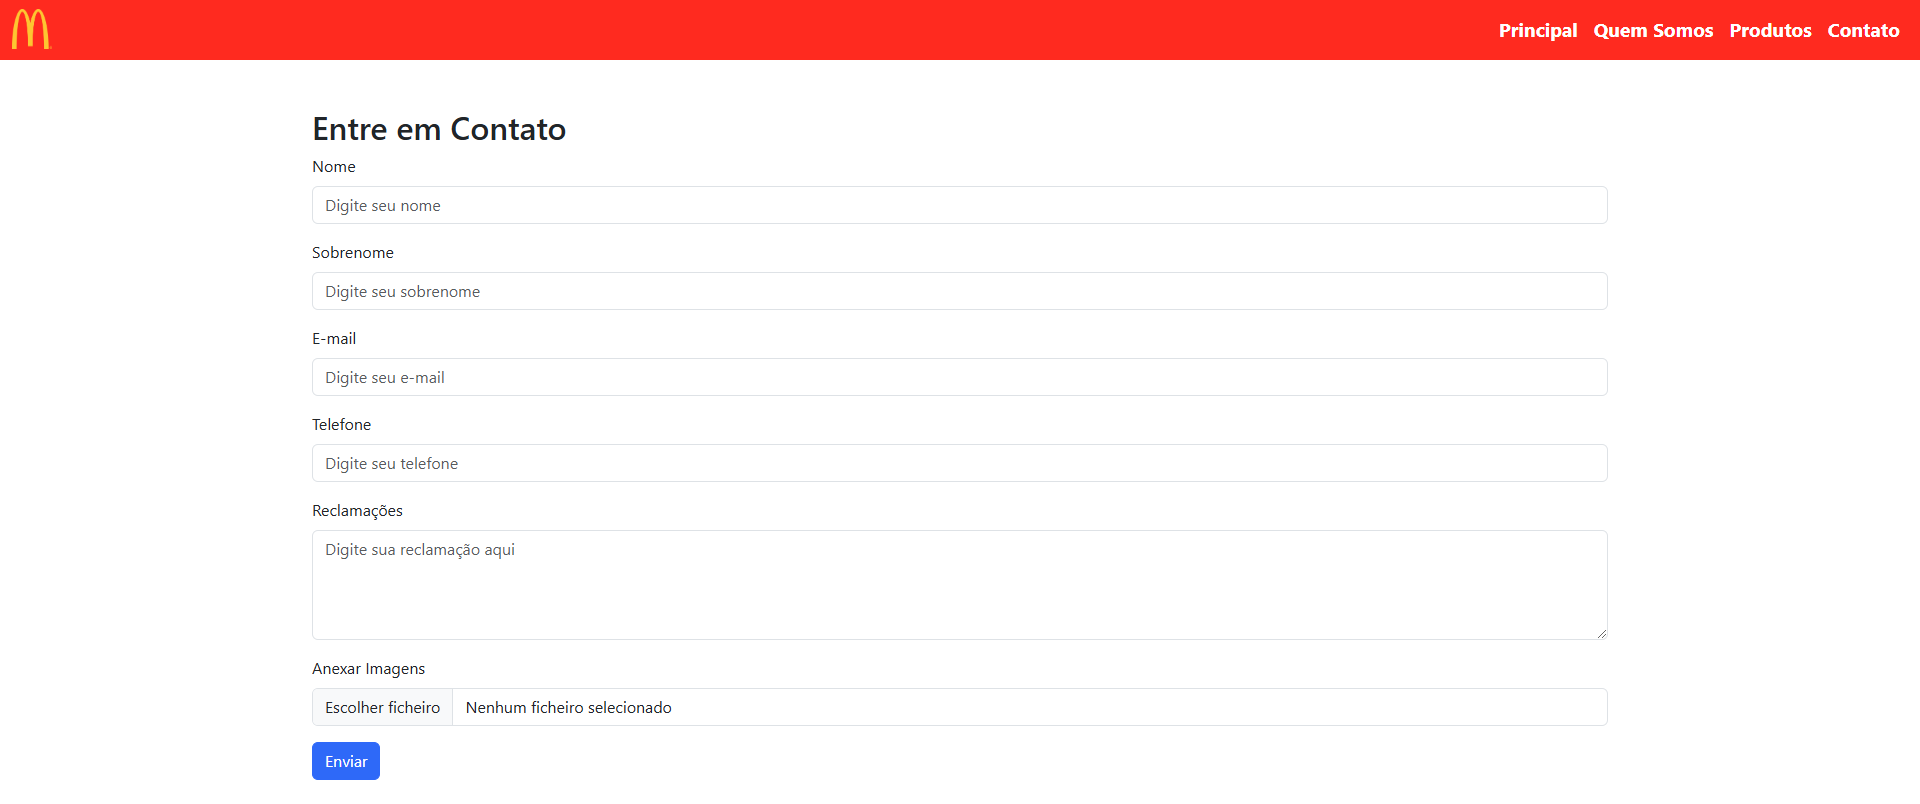 Principal Quem Somos Produtos Contato
Entre em Contato
Nome
Digite seu nome
Sobrenome
Digite seu sobrenome
E-mail
Digite seu e-mail
Telefone
Digite seu telefone
Reclamações
Digite sua reclamação aqui
Anexar Imagens
Escolher ficheiro Nenhum ficheiro selecionado
Enviar